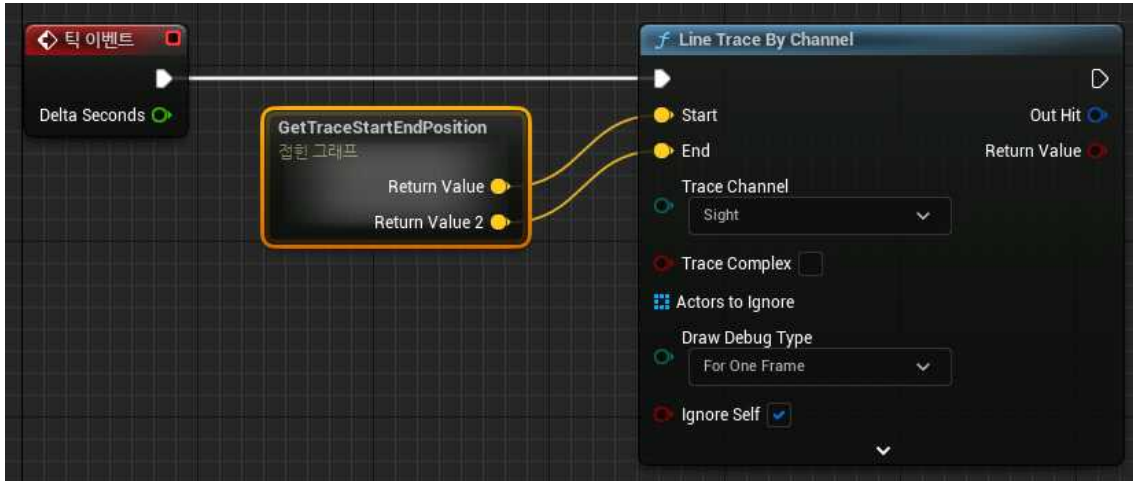 틱 이벤트
Delta Seconds
GetTraceStartEndPosition
접힌 그래프
Return Value
Return Value 2
Line Trace By Channel
Start
Out Hit
End
Return Value
Trace Channel
Sight
Trace Complex
Actors to Ignore
Draw Debug Type
For One Frame
Ignore Self